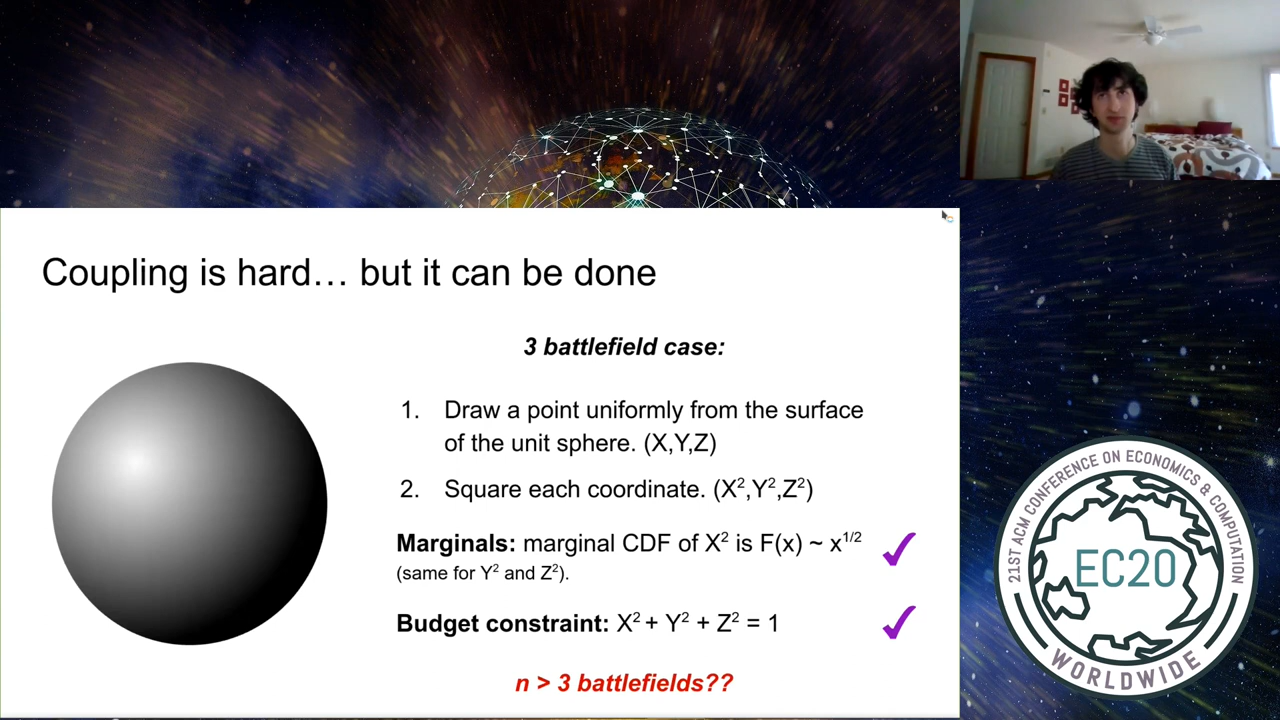 Coupling is hard… but it can be done
3 battlefield case:
1. Draw a point uniformly from the surface
of the unit sphere. (X,Y,Z)
2. Square each coordinate. (X²,Y²,Z²)
Marginals: marginal CDF of X² is F(x) ~ x^{1/2}
(same for Y² and Z²).
Budget constraint: X² + Y² + Z² = 1
n > 3 battlefields??
21ST ACM CONFERENCE ON ECONOMICS & COMPUTATION
EC20
WORLDWIDE